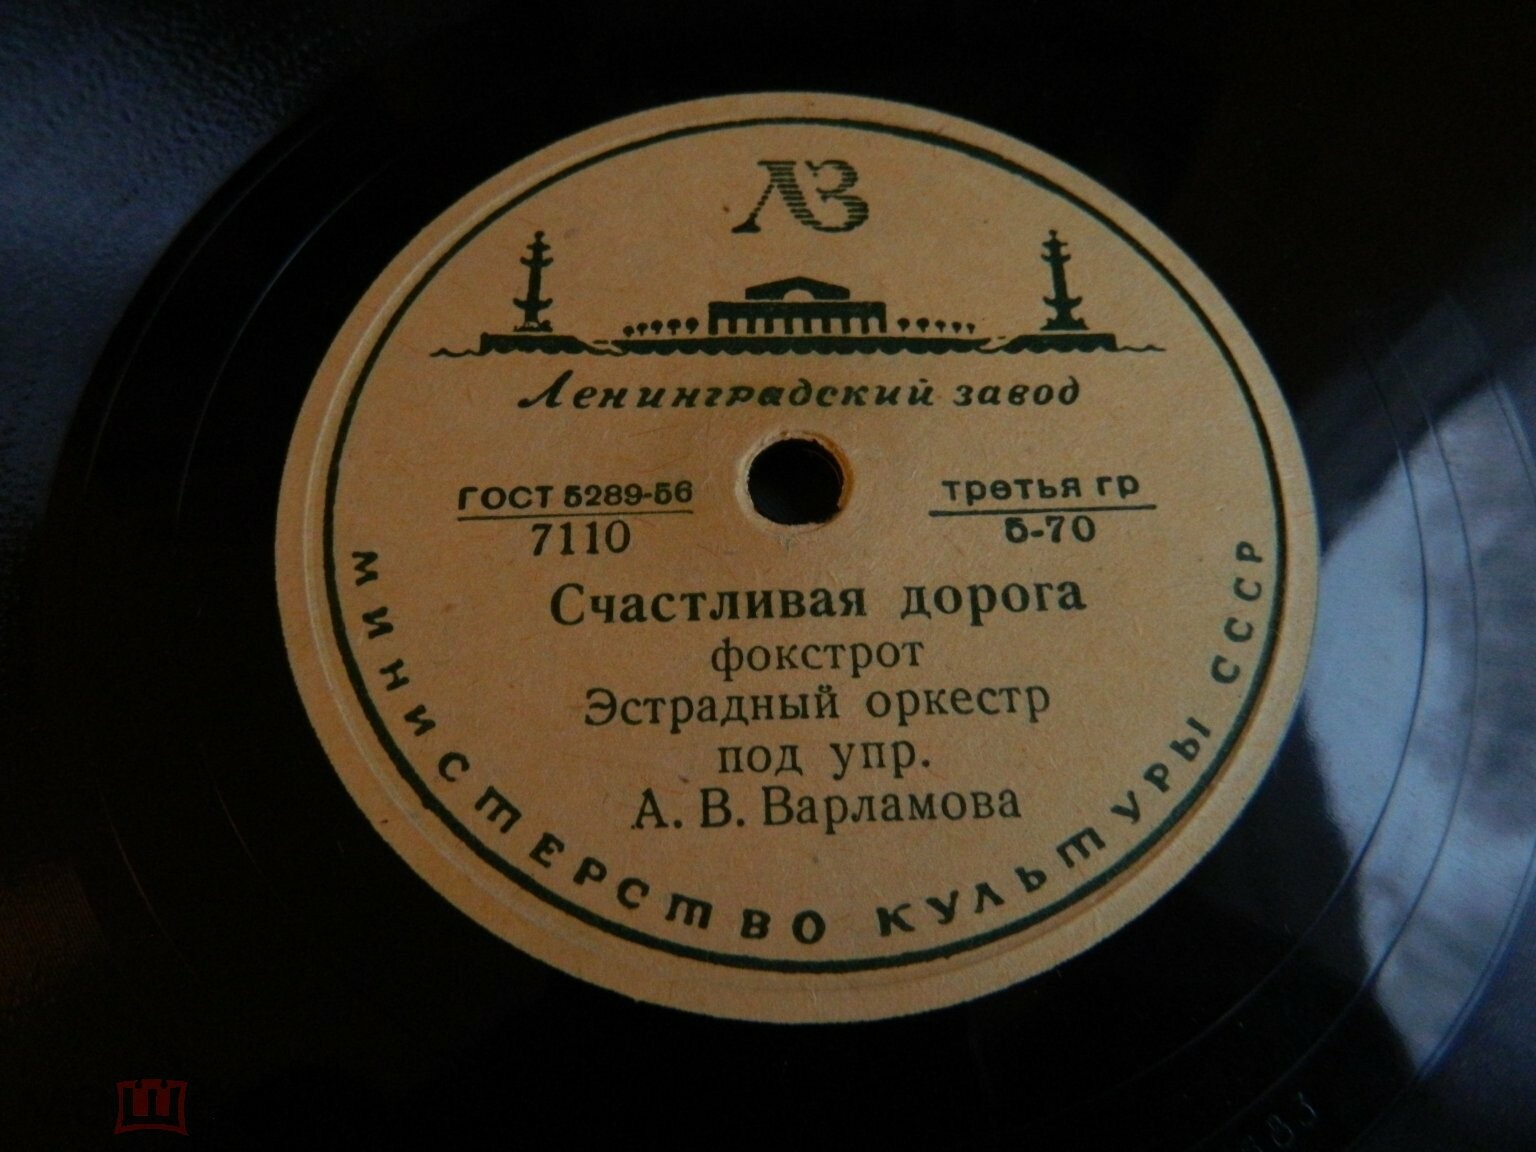 ЛЗ
Ленинградский завод
ГОСТ 5289-56
7110
третья гр
5-70
Счастливая дорога
фокстрот
Эстрадный оркестр
под упр.
А. В. Варламова
МИНИСТЕРСТВО КУЛЬТУРЫ СССР